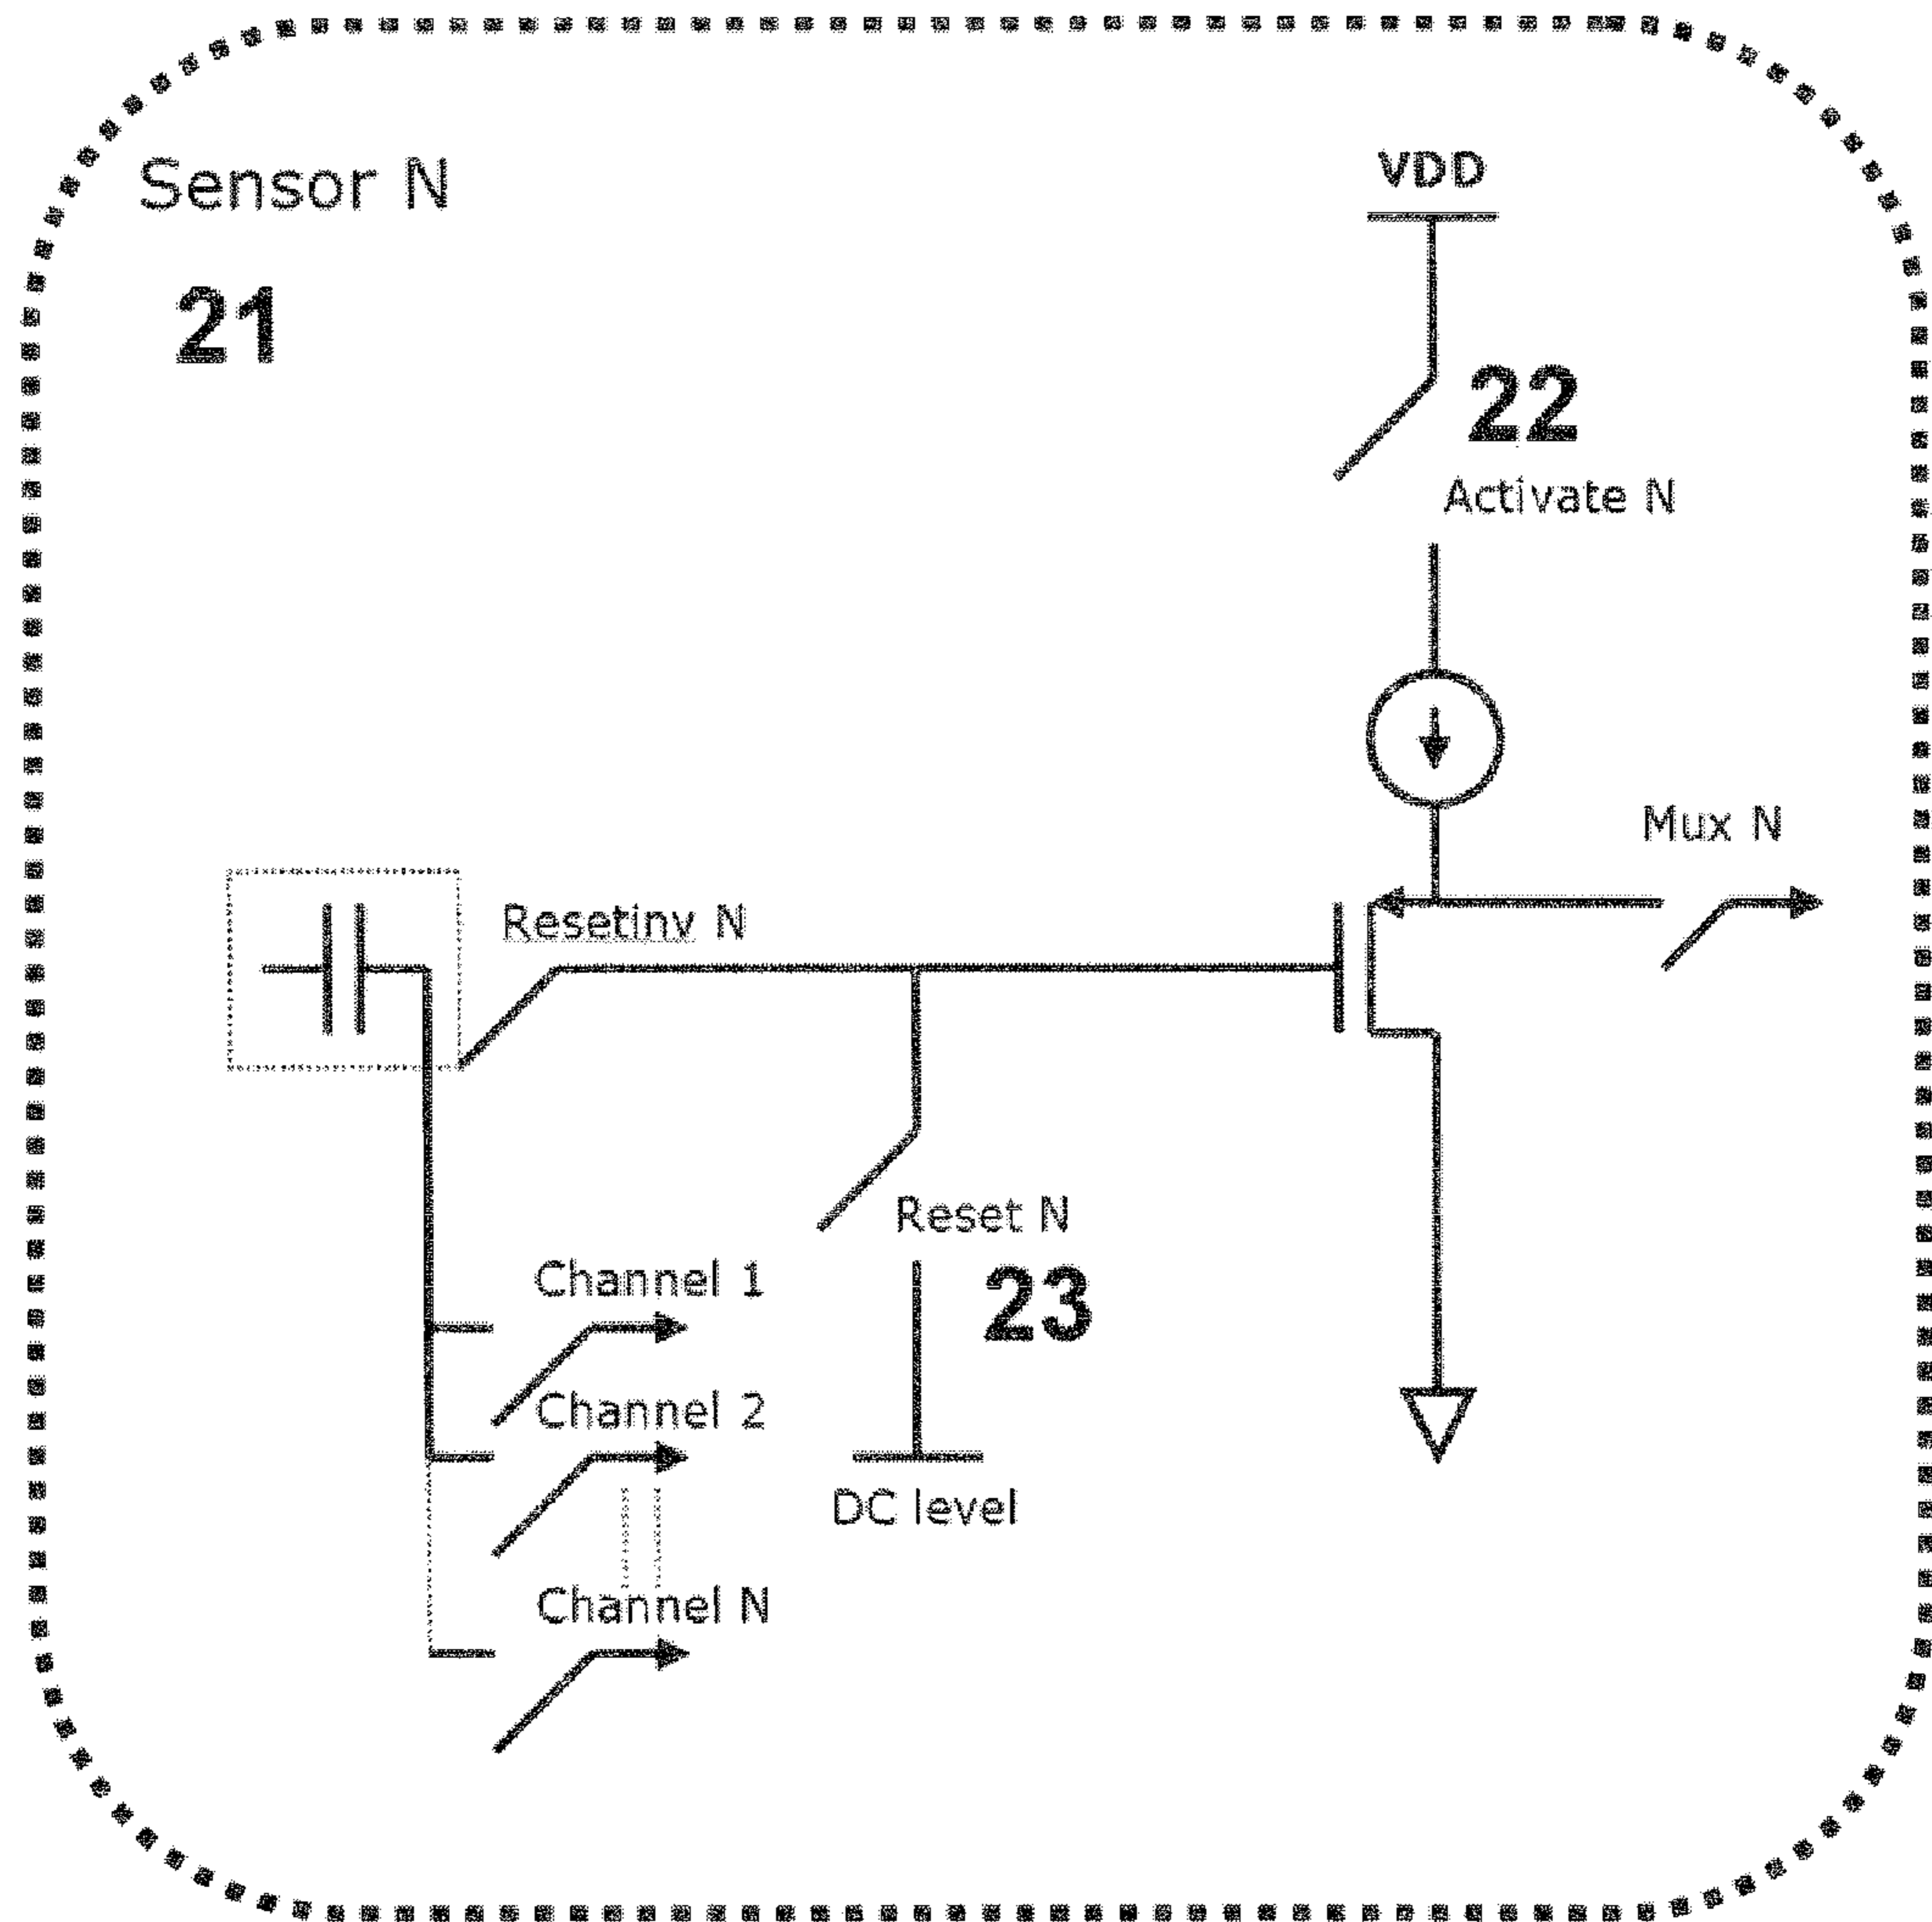 Sensor N
21
VDD
22
Activate N
Mux N
Resetinv N
Reset N
23
Channel 1
Channel 2
DC level
Channel N